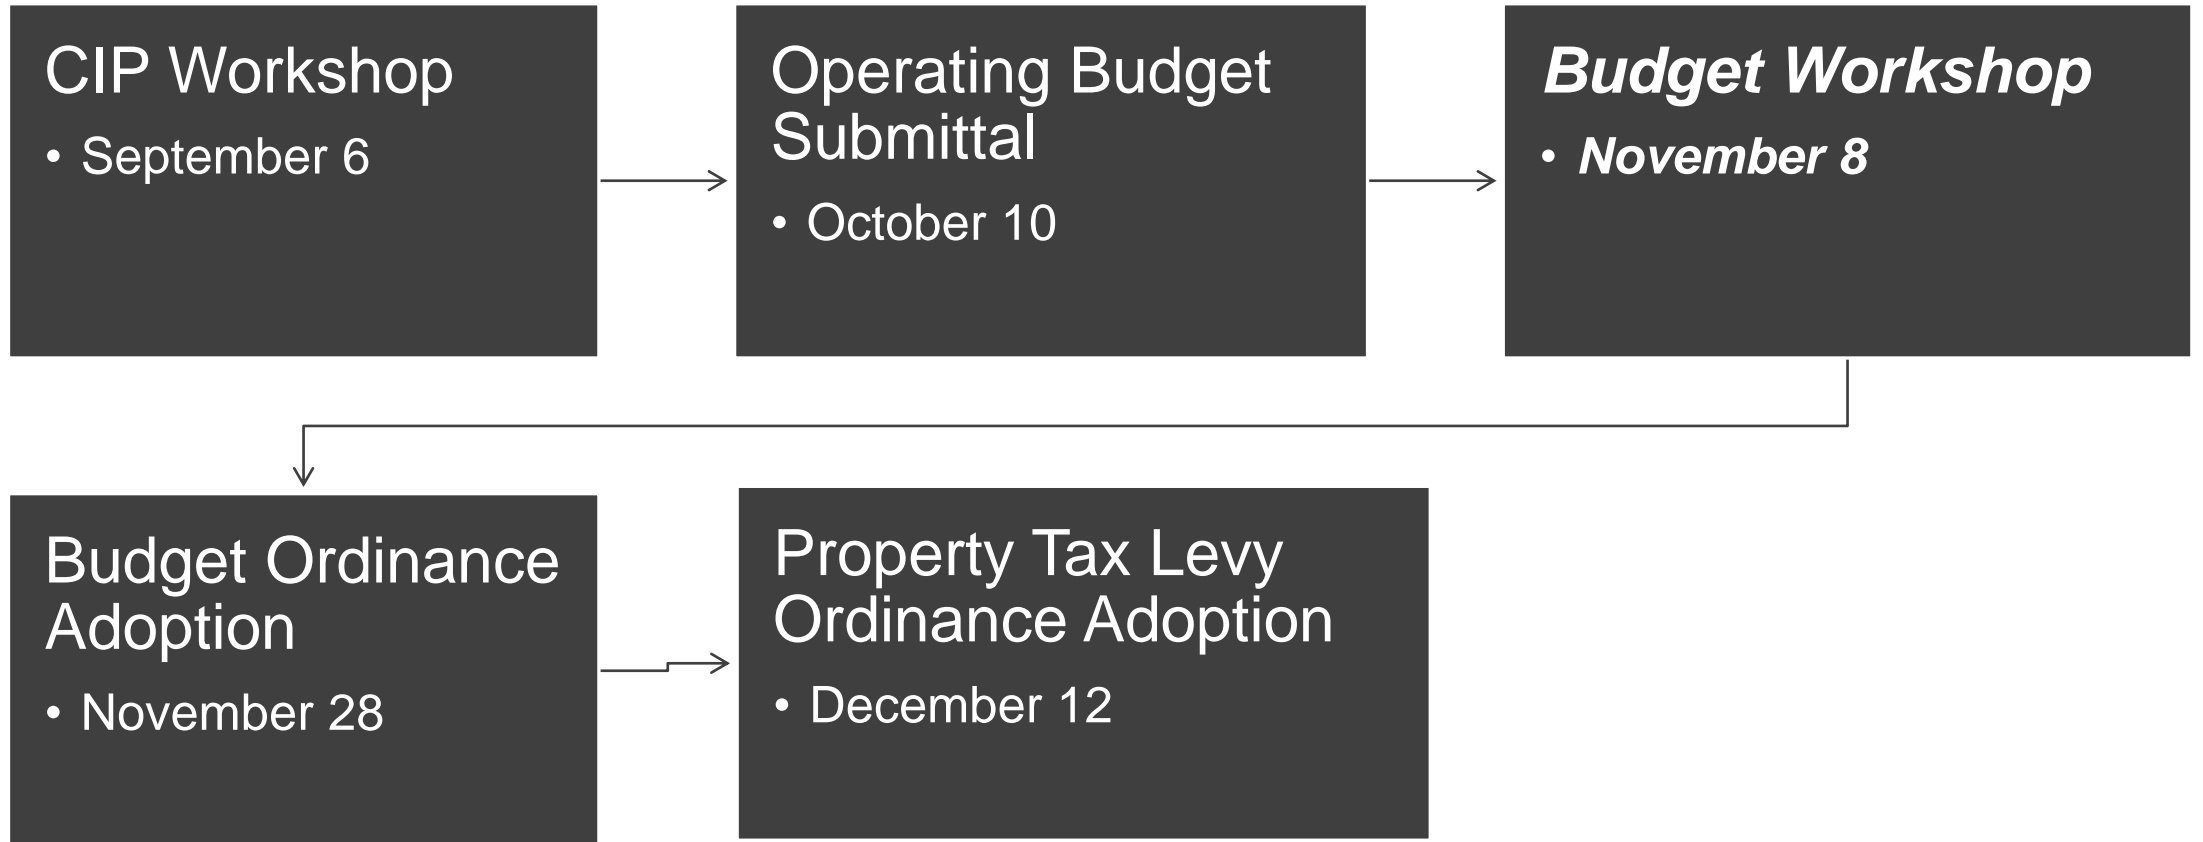 CIP Workshop
• September 6
Operating Budget
Submittal
• October 10
Budget Workshop
• November 8
Budget Ordinance
Adoption
• November 28
Property Tax Levy
Ordinance Adoption
• December 12